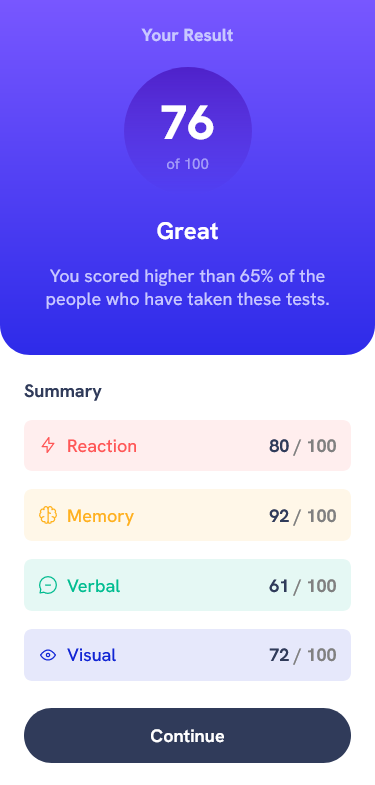 Your Result
76
of 100
Great
You scored higher than 65% of the
people who have taken these tests.
Summary
Reaction 80 / 100
Memory 92 / 100
Verbal 61 / 100
Visual 72 / 100
Continue